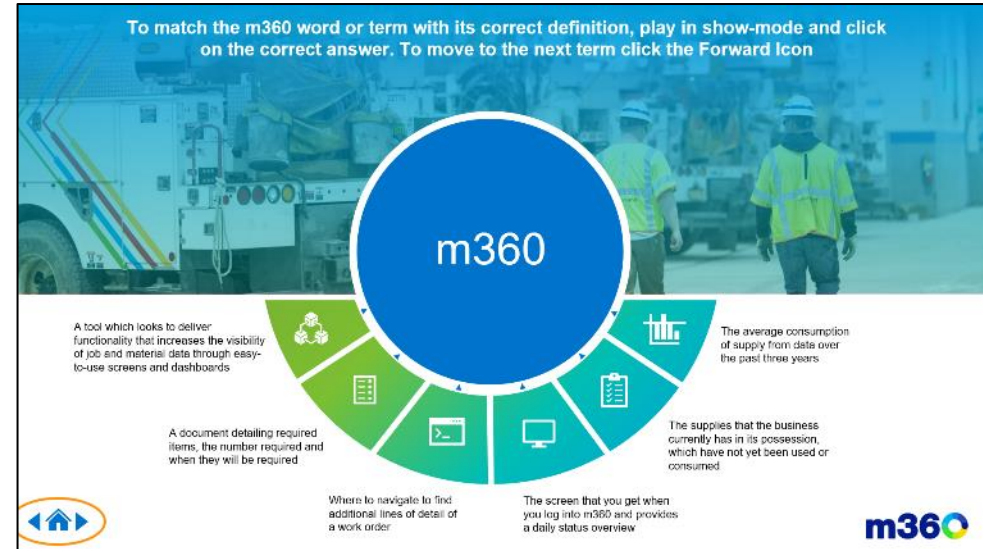 To match the m360 word or term with its correct definition, play in show-mode and click
on the correct answer. To move to the next term click the Forward Icon
m360
A tool which looks to deliver
functionality that increases the visibility
of job and material data through easy-
to-use screens and dashboards
The average consumption
of supply from data over
the past three years
A document detailing required
items, the number required and
when they will be required
The supplies that the business
currently has in its possession,
which have not yet been used or
consumed
Where to navigate to find
additional lines of detail of
a work order
The screen that you get when
you log into m360 and provides
a daily status overview
m360